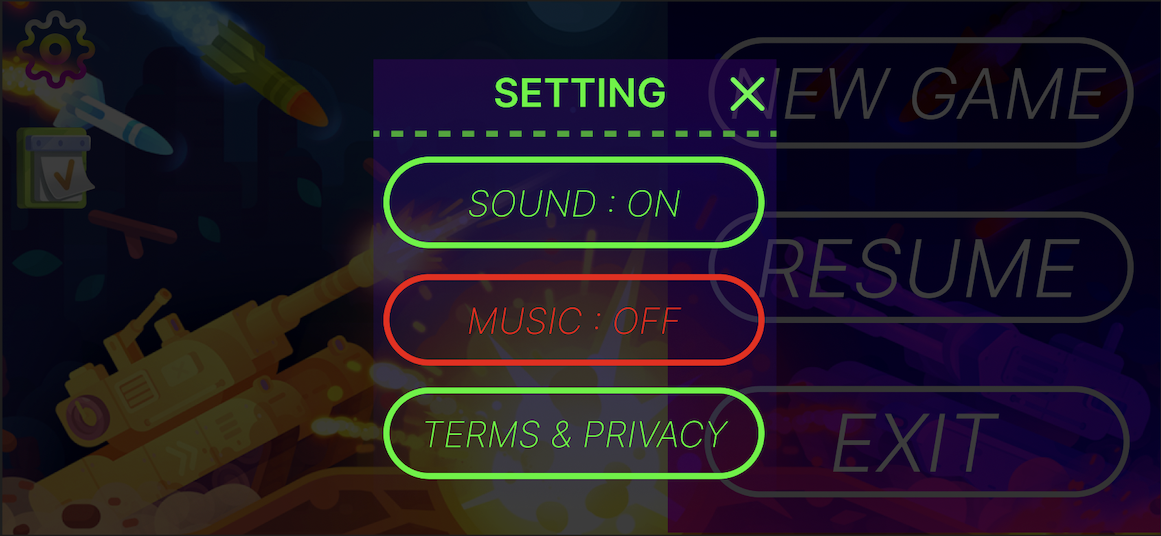 SETTING
SOUND : ON
MUSIC : OFF
TERMS & PRIVACY
NEW GAME
RESUME
EXIT